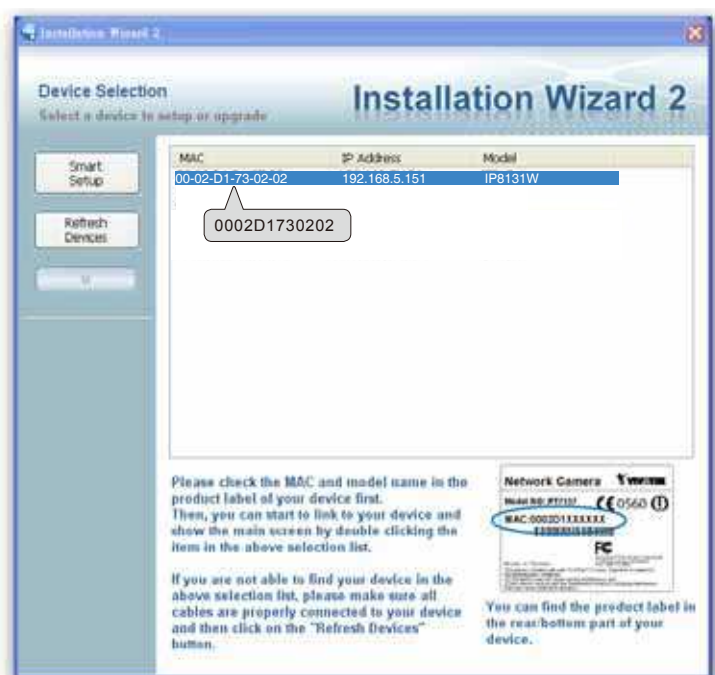 Installation Wizard 2
Device Selection
Select a device to setup or upgrade
Installation Wizard 2
Smart
Setup
Refresh
Devices
MAC IP Address Model
00-02-D1-73-02-02 192.168.5.151 IP8131W
0002D1730202
Please check the MAC and model name in the
product label of your device first.
Then, you can start to link to your device and
show the main screen by double clicking the
item in the above selection list.
If you are not able to find your device in the
above selection list, please make sure all
cables are properly connected to your device
and then click on the "Refresh Devices"
button.
Network Camera
0560
MAC:0002D1XXXXXX
FC
You can find the product label in
the rear/bottom part of your
device.